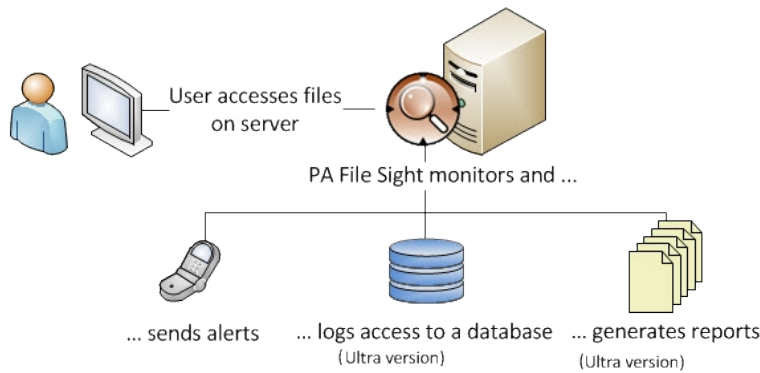 User accesses files
on server
PA File Sight monitors and ...
... sends alerts
... logs access to a database
(Ultra version)
... generates reports
(Ultra version)